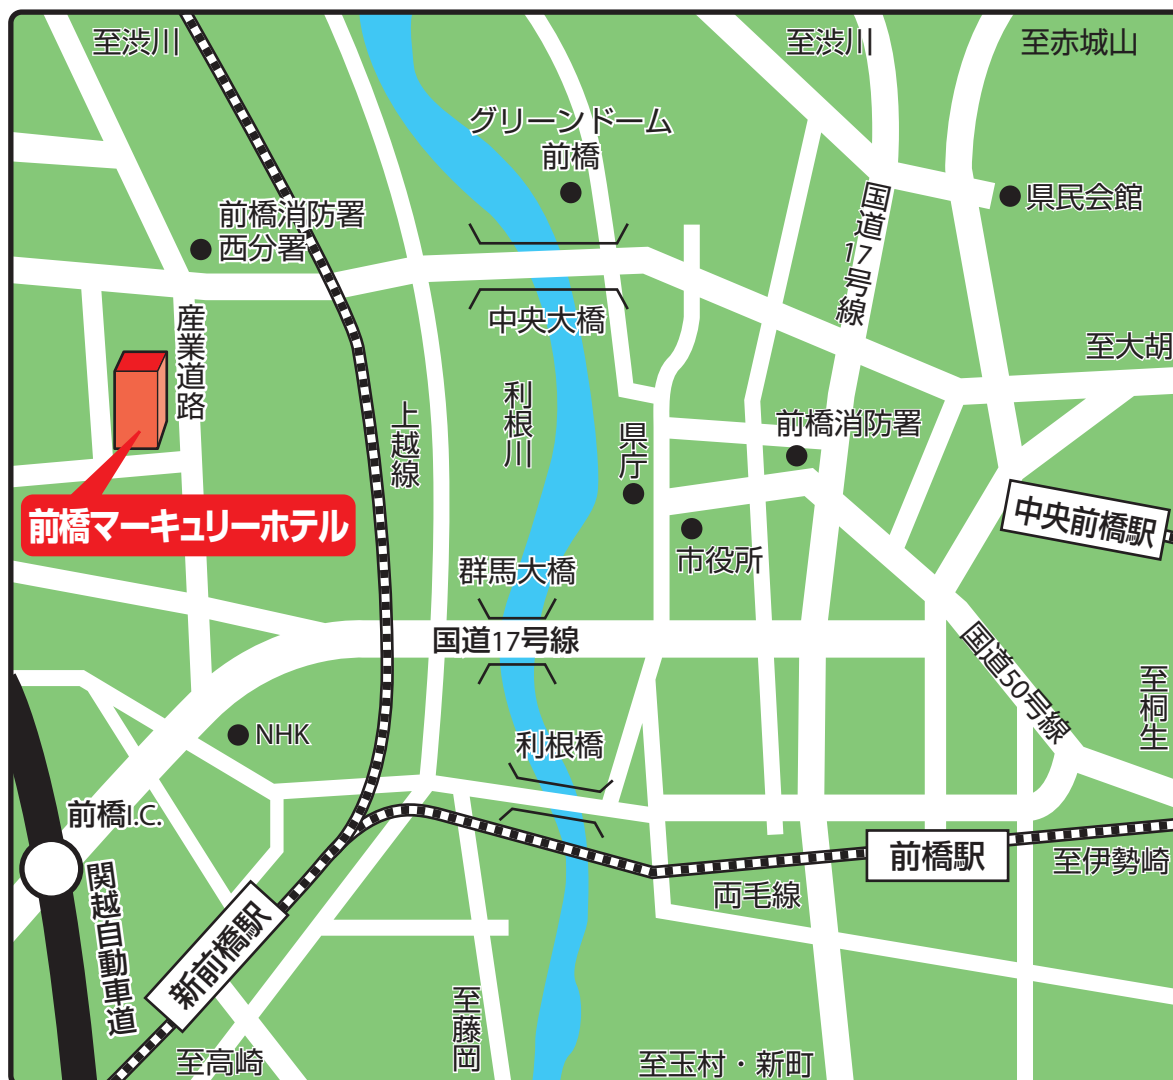 至渋川
至渋川
至赤城山
グリーンドーム
前橋
県民会館
国道17号線
前橋消防署
西分署
産業道路
中央大橋
至大胡
利根川
上越線
前橋消防署
県庁
前橋マーキュリーホテル
中央前橋駅
市役所
群馬大橋
国道17号線
国道50号線
至桐生
NHK
利根橋
前橋I.C.
関越自動車道
前橋駅
至伊勢崎
両毛線
新前橋駅
至藤岡
至高崎
至玉村・新町